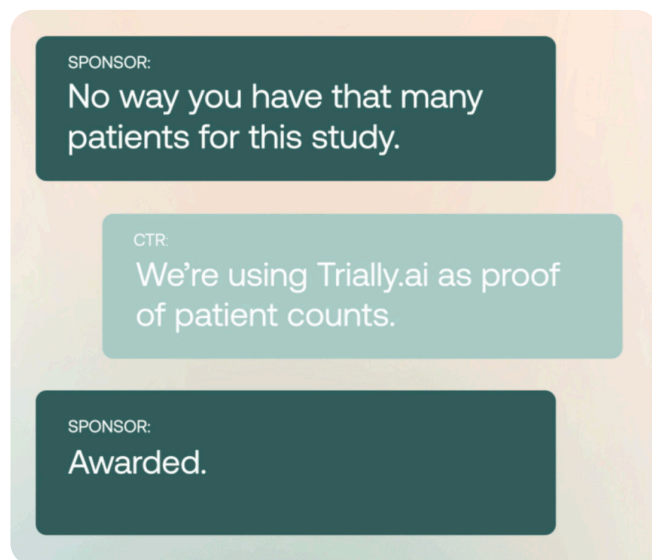 SPONSOR:
No way you have that many
patients for this study.
CTR:
We’re using Trially.ai as proof
of patient counts.
SPONSOR:
Awarded.